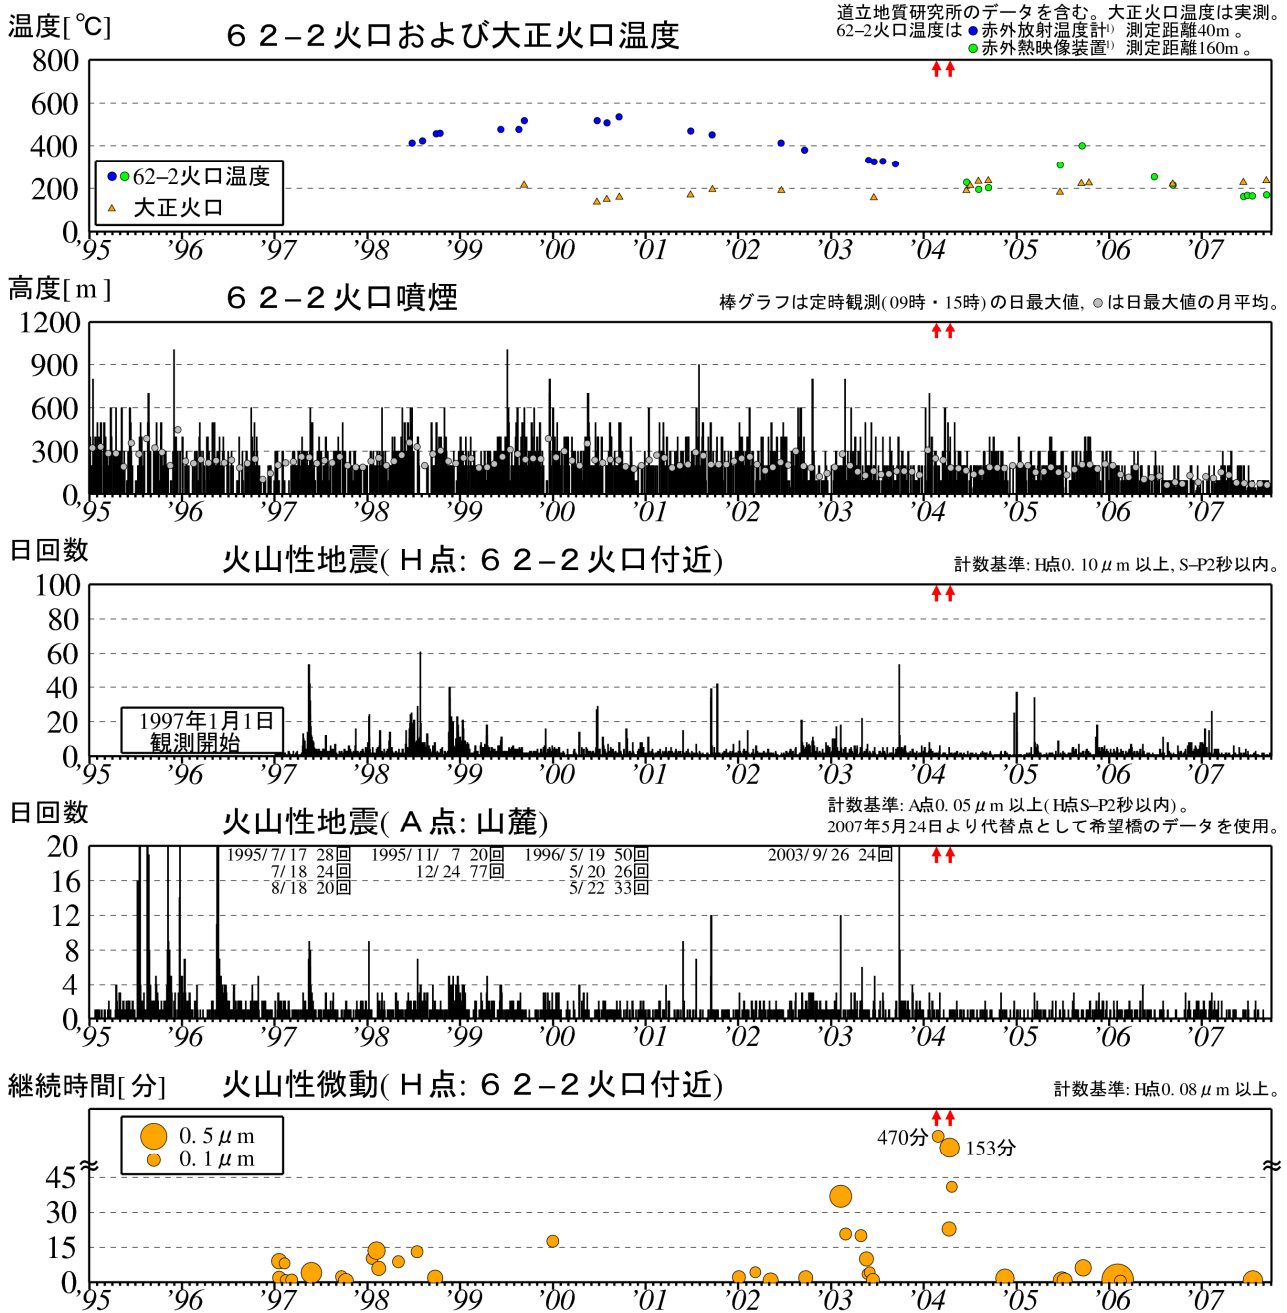 道立地質研究所のデータを含む。大正火口温度は実測。
温度[℃]
６２−２火口および大正火口温度
62−2火口温度は ●赤外放射温度計¹⁾ 測定距離40m 。
●赤外熱映像装置¹⁾ 測定距離160m 。
800
600
400
200
0
62−2火口温度
大正火口
'95 '96 '97 '98 '99 '00 '01 '02 '03 '04 '05 '06 '07
高度[ m ]
６２−２火口噴煙
棒グラフは定時観測(09時・15時)の日最大値, ●は日最大値の月平均。
1200
900
600
300
0
'95 '96 '97 '98 '99 '00 '01 '02 '03 '04 '05 '06 '07
日回数
火山性地震( Ｈ点: ６２−２火口付近)
計数基準: H点0. 10μm 以上, S−P2秒以内。
100
80
60
40
20
0
1997年1月1日
観測開始
'95 '96 '97 '98 '99 '00 '01 '02 '03 '04 '05 '06 '07
日回数
火山性地震( Ａ点: 山麓)
計数基準: A点0. 05μm 以上( H点S−P2秒以内) 。
2007年5月24日より代替点として希望橋のデータを使用。
20
16
12
8
4
0
1995/ 7/ 17 28回 1995/ 11/ 7 20回 1996/ 5/ 19 50回 2003/ 9/ 26 24回
7/ 18 24回 12/ 24 77回 5/ 20 26回
8/ 18 20回 5/ 22 33回
'95 '96 '97 '98 '99 '00 '01 '02 '03 '04 '05 '06 '07
継続時間[ 分]
火山性微動( Ｈ点: ６２−２火口付近)
計数基準: H点0. 08μm 以上。
0. 5μm
0. 1μm
470分
153分
45
30
15
0
'95 '96 '97 '98 '99 '00 '01 '02 '03 '04 '05 '06 '07